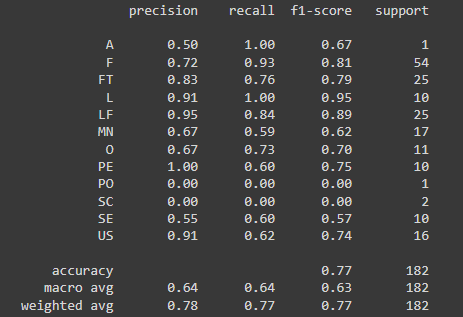 precision recall f1-score support
A 0.50 1.00 0.67 1
F 0.72 0.93 0.81 54
FT 0.83 0.76 0.79 25
L 0.91 1.00 0.95 10
LF 0.95 0.84 0.89 25
MN 0.67 0.59 0.62 17
O 0.67 0.73 0.70 11
PE 1.00 0.60 0.75 10
PO 0.00 0.00 0.00 1
SC 0.00 0.00 0.00 2
SE 0.55 0.60 0.57 10
US 0.91 0.62 0.74 16
accuracy 0.77 182
macro avg 0.64 0.64 0.63 182
weighted avg 0.78 0.77 0.77 182